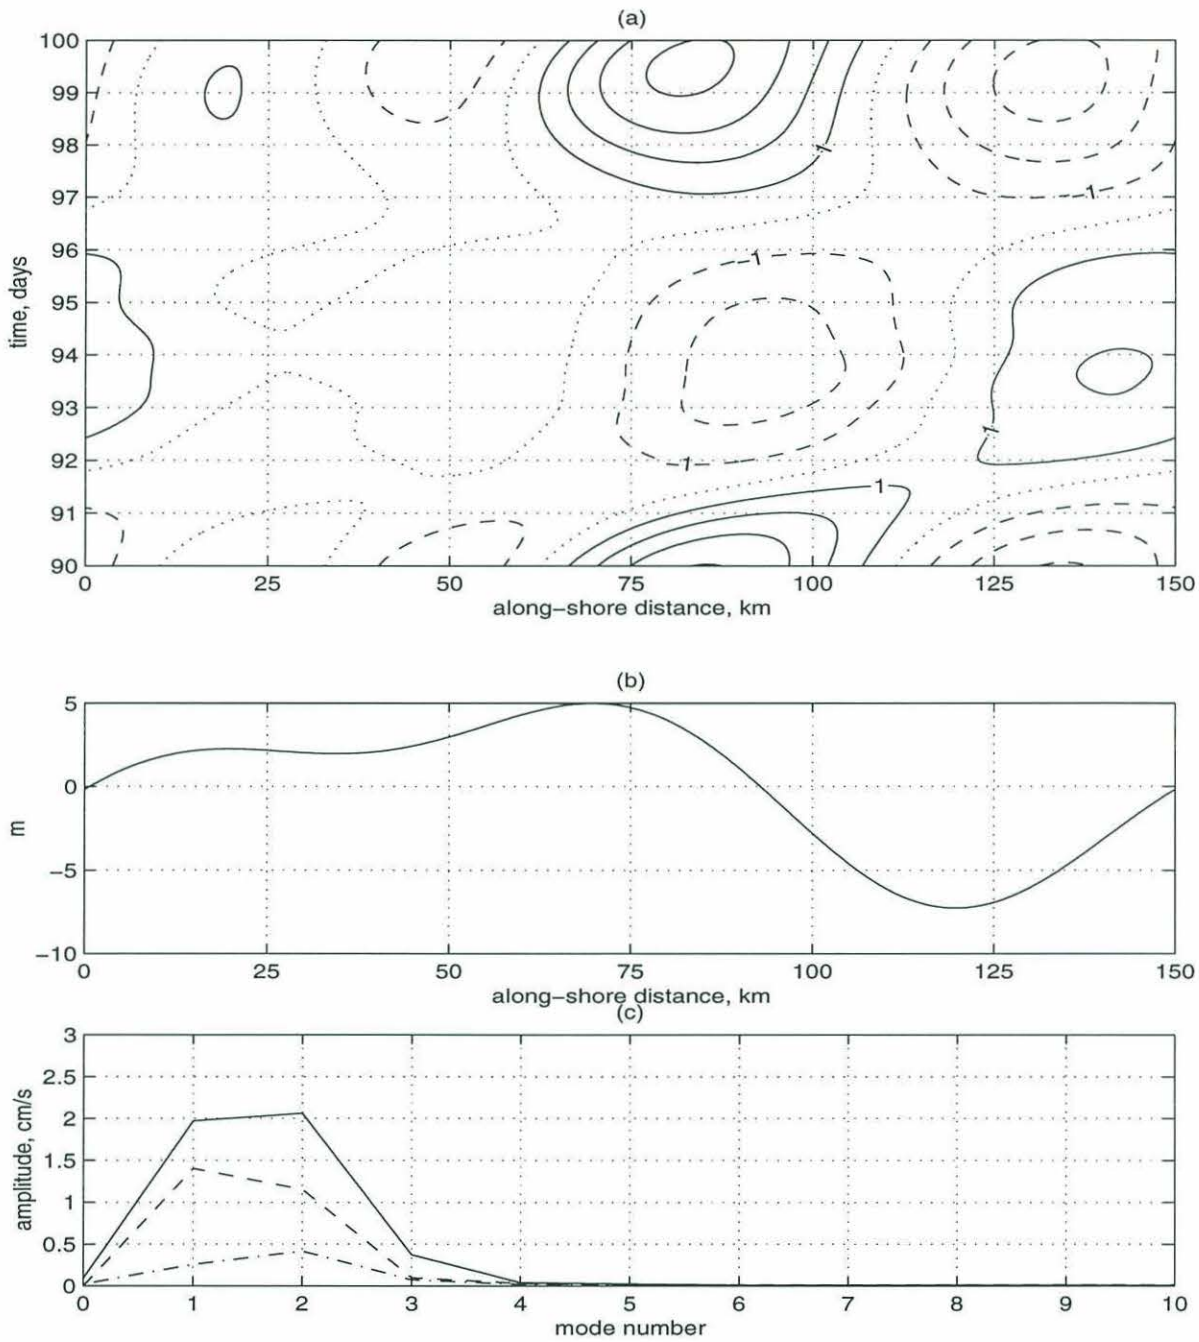 (a)
100
99
98
97
96
95
94
93
92
91
90
time, days
1
1
1
1
1
1
0 25 50 75 100 125 150
along-shore distance, km
(b)
5
0
-5
-10
m
0 25 50 75 100 125 150
along-shore distance, km
(c)
3
2.5
2
1.5
1
0.5
0
amplitude, cm/s
0 1 2 3 4 5 6 7 8 9 10
mode number